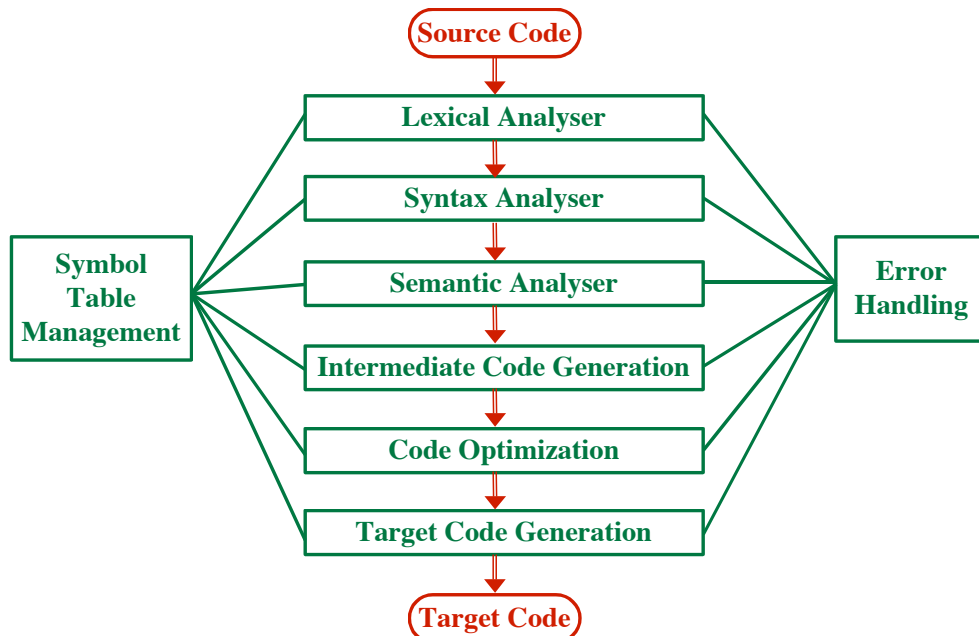 Source Code
Lexical Analyser
Syntax Analyser
Symbol
Table
Management
Semantic Analyser
Error
Handling
Intermediate Code Generation
Code Optimization
Target Code Generation
Target Code